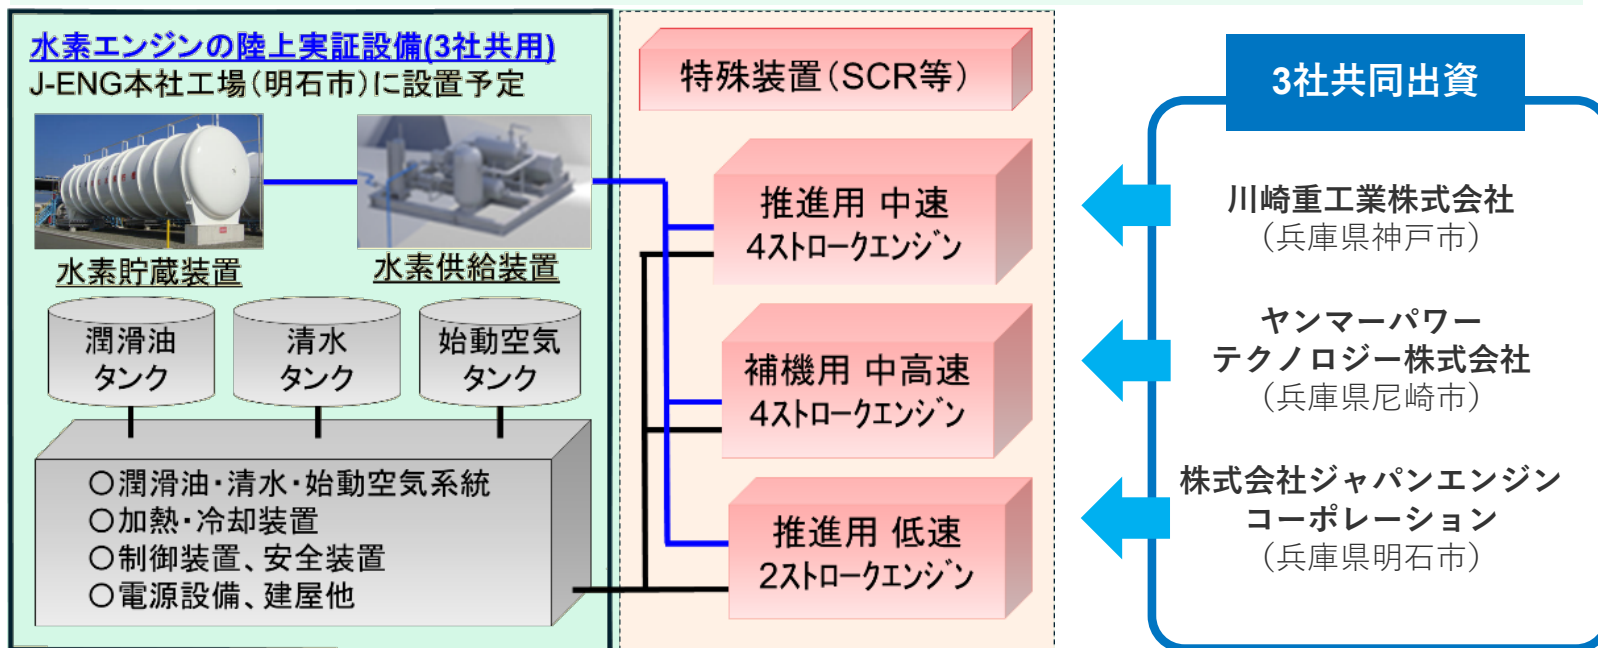 水素エンジンの陸上実証設備(3社共用)
J-ENG本社工場(明石市)に設置予定
水素貯蔵装置
水素供給装置
潤滑油
タンク
清水
タンク
始動空気
タンク
○潤滑油・清水・始動空気系統
○加熱・冷却装置
○制御装置、安全装置
○電源設備、建屋他
特殊装置(SCR等)
推進用 中速
4ストロークエンジン
補機用 中高速
4ストロークエンジン
推進用 低速
2ストロークエンジン
3社共同出資
川崎重工業株式会社
(兵庫県神戸市)
ヤンマーパワー
テクノロジー株式会社
(兵庫県尼崎市)
株式会社ジャパンエンジン
コーポレーション
(兵庫県明石市)